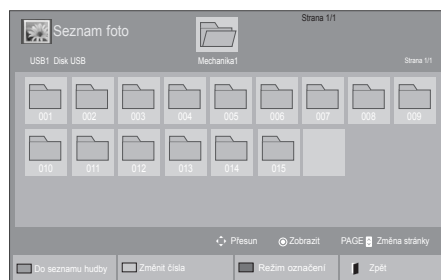 Strana 1/1
Seznam foto
USB1 Disk USB
Mechanika1
Strana 1/1
001 002 003 004 005 006 007 008 009
010 011 012 013 014 015
Přesun Zobrazit PAGE Změna stránky
Do seznamu hudby Změnit čísla Režim označení Zpět